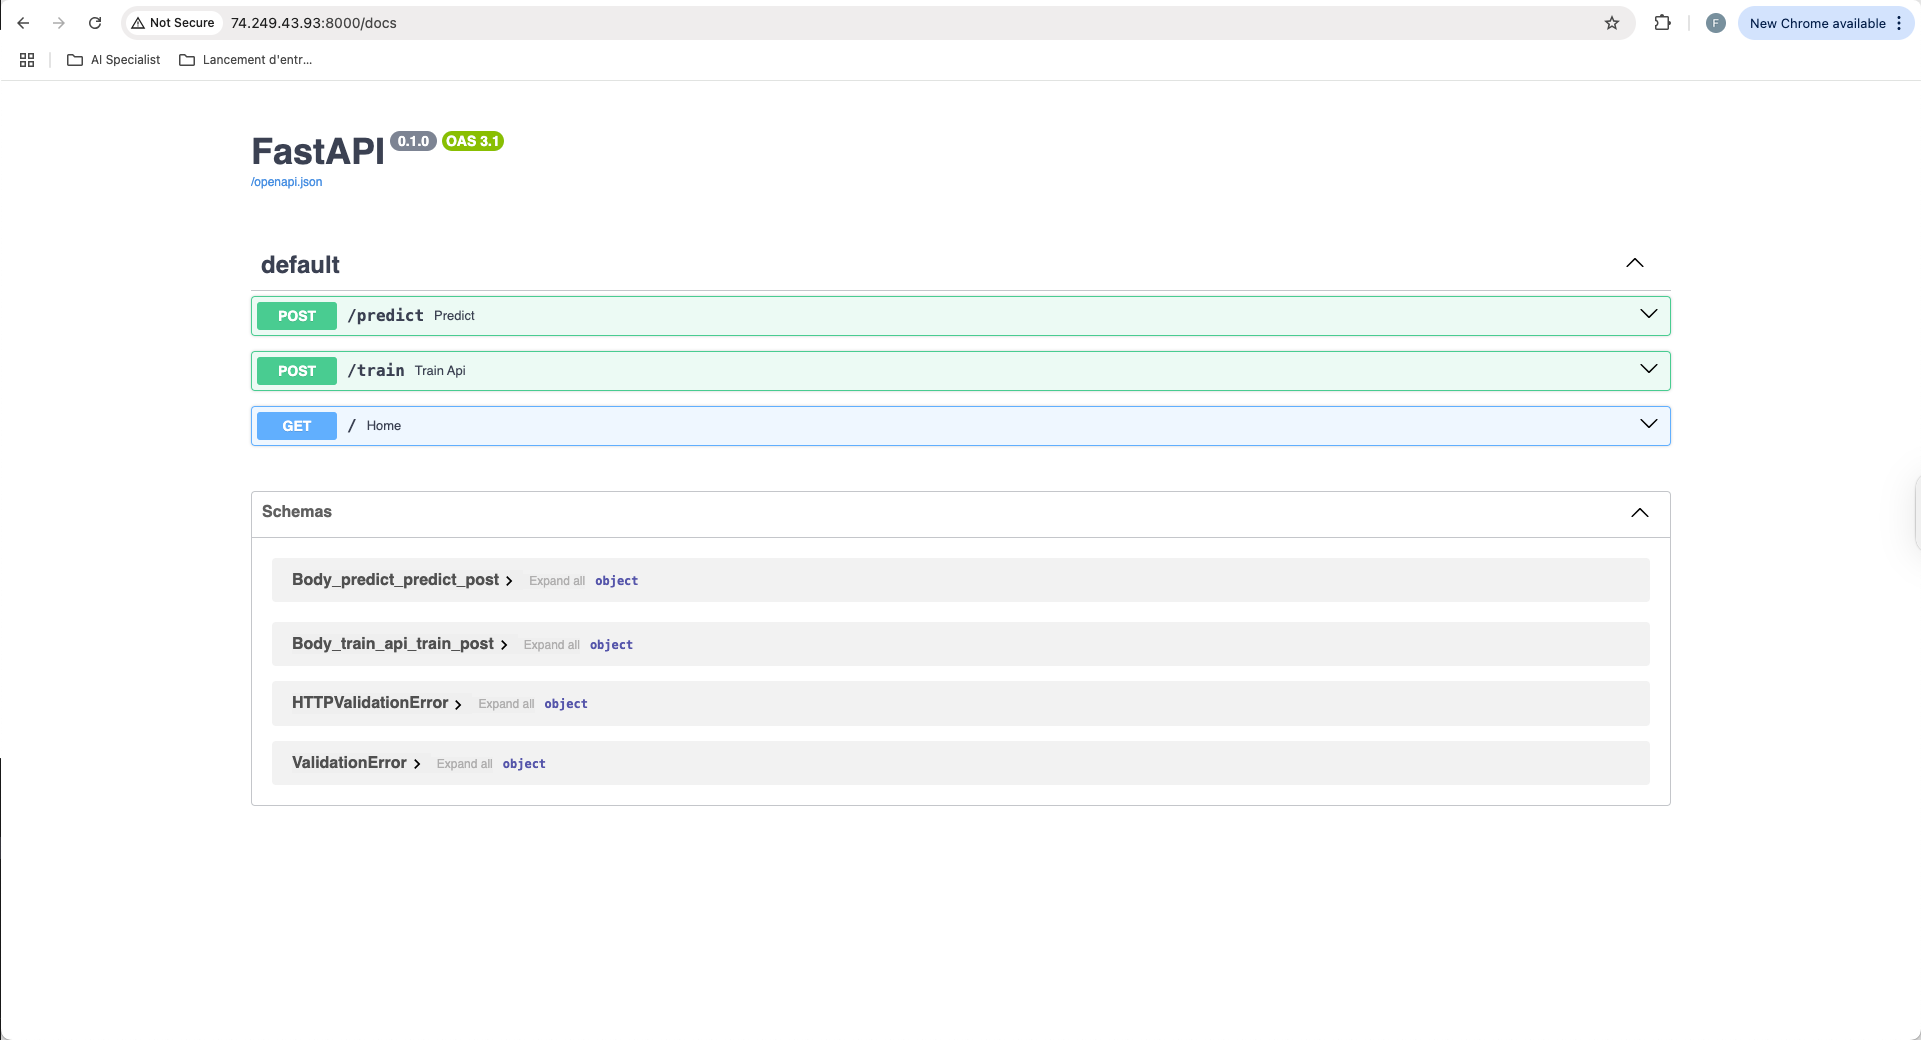 Not Secure 74.249.43.93:8000/docs F New Chrome available
AI Specialist Lancement d'entr...
FastAPI 0.1.0 OAS 3.1
/openapi.json
default
POST /predict Predict
POST /train Train Api
GET / Home
Schemas
Body_predict_predict_post Expand all object
Body_train_api_train_post Expand all object
HTTPValidationError Expand all object
ValidationError Expand all object